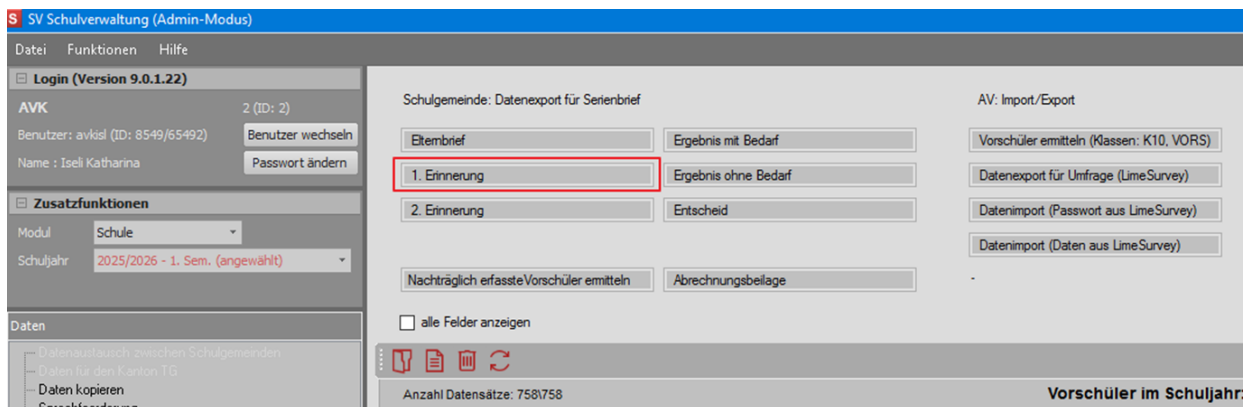 S SV Schulverwaltung (Admin-Modus)
Datei Funktionen Hilfe
Login (Version 9.0.1.22)
AVK 2 (ID: 2)
Benutzer: avkisl (ID: 8549/65492) Benutzer wechseln
Name : Iseli Katharina Passwort ändern
Zusatzfunktionen
Modul Schule
Schuljahr 2025/2026 - 1. Sem. (angewählt)
Daten
Datenaustausch zwischen Schulgemeinden
Daten für den Kanton TG
Daten kopieren
Sprachförderung
Schulgemeinde: Datenexport für Serienbrief
Elternbrief Ergebnis mit Bedarf
1. Erinnerung Ergebnis ohne Bedarf
2. Erinnerung Entscheid
Nachträglich erfasste Vorschüler ermitteln Abrechnungsbeilage
AV: Import/Export
Vorschüler ermitteln (Klassen: K10, VORS)
Datenexport für Umfrage (LimeSurvey)
Datenimport (Passwort aus LimeSurvey)
Datenimport (Daten aus LimeSurvey)
-
alle Felder anzeigen
Anzahl Datensätze: 758\758 Vorschüler im Schuljahr: